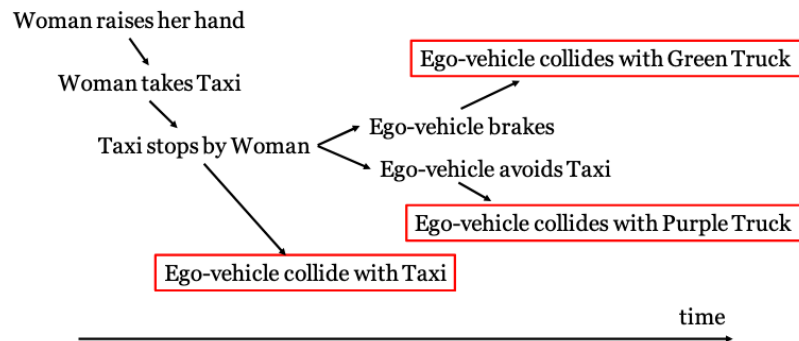 Woman raises her hand
Woman takes Taxi
Taxi stops by Woman
Ego-vehicle brakes
Ego-vehicle collides with Green Truck
Ego-vehicle avoids Taxi
Ego-vehicle collides with Purple Truck
Ego-vehicle collide with Taxi
time